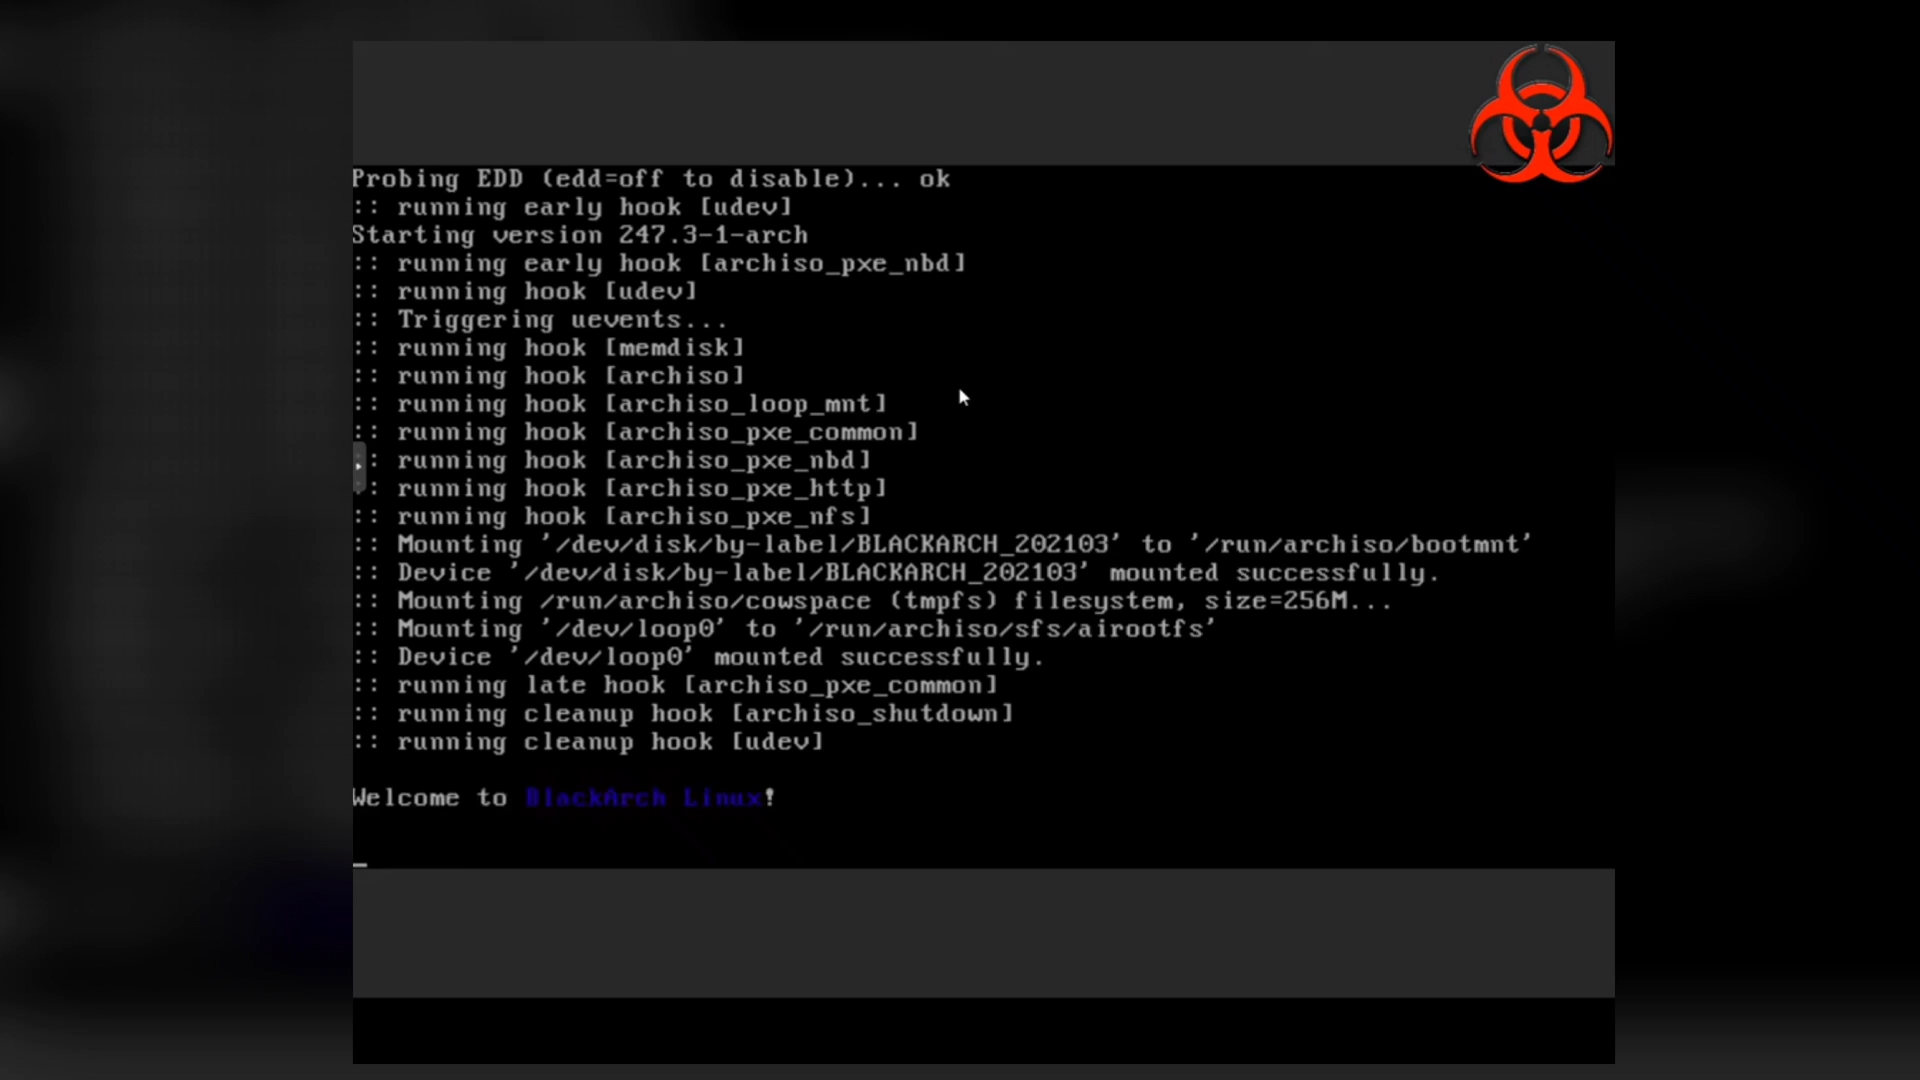 Probing EDD (edd=off to disable)... ok
:: running early hook [udev]
Starting version 247.3-1-arch
:: running early hook [archiso_pxe_nbd]
:: running hook [udev]
:: Triggering uevents...
:: running hook [memdisk]
:: running hook [archiso]
:: running hook [archiso_loop_mnt]
:: running hook [archiso_pxe_common]
:: running hook [archiso_pxe_nbd]
:: running hook [archiso_pxe_http]
:: running hook [archiso_pxe_nfs]
:: Mounting '/dev/disk/by-label/BLACKARCH_202103' to '/run/archiso/bootmnt'
:: Device '/dev/disk/by-label/BLACKARCH_202103' mounted successfully.
:: Mounting /run/archiso/cowspace (tmpfs) filesystem, size=256M...
:: Mounting '/dev/loop0' to '/run/archiso/sfs/airootfs'
:: Device '/dev/loop0' mounted successfully.
:: running late hook [archiso_pxe_common]
:: running cleanup hook [archiso_shutdown]
:: running cleanup hook [udev]
Welcome to BlackArch Linux!
_